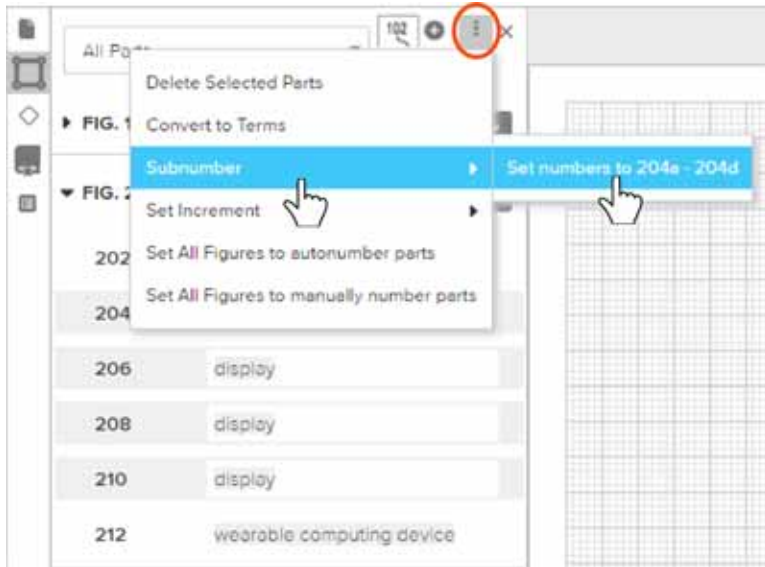 102
All Parts
Delete Selected Parts
FIG. 1
Convert to Terms
Subnumber
Set numbers to 204a - 204d
FIG. 2
Set Increment
202
Set All Figures to autonumber parts
204
Set All Figures to manually number parts
206 display
208 display
210 display
212 wearable computing device